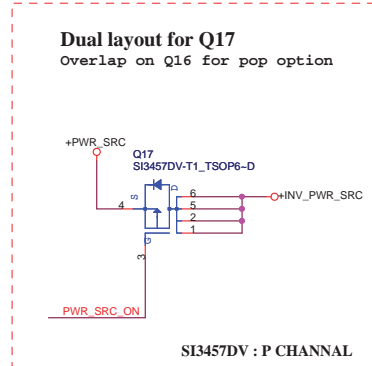 Dual layout for Q17
Overlap on Q16 for pop option
+PWR_SRC
Q17
SI3457DV-T1_TSOP6~D
S
D
G
4
6
5
2
1
3
+INV_PWR_SRC
PWR_SRC_ON
SI3457DV : P CHANNAL